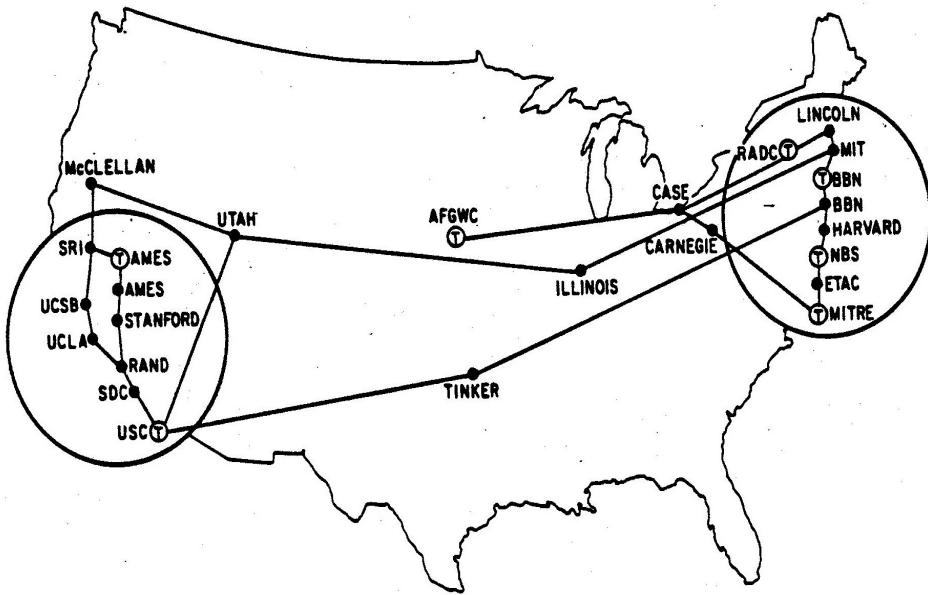 LINCOLN
RADC T
MIT
T BBN
BBN
HARVARD
T NBS
ETAC
T MITRE
McCLELLAN
UTAH
CASE
AFGWC
T
CARNEGIE
ILLINOIS
SRI
T AMES
AMES
UCSB
STANFORD
UCLA
RAND
SDC
USC T
TINKER